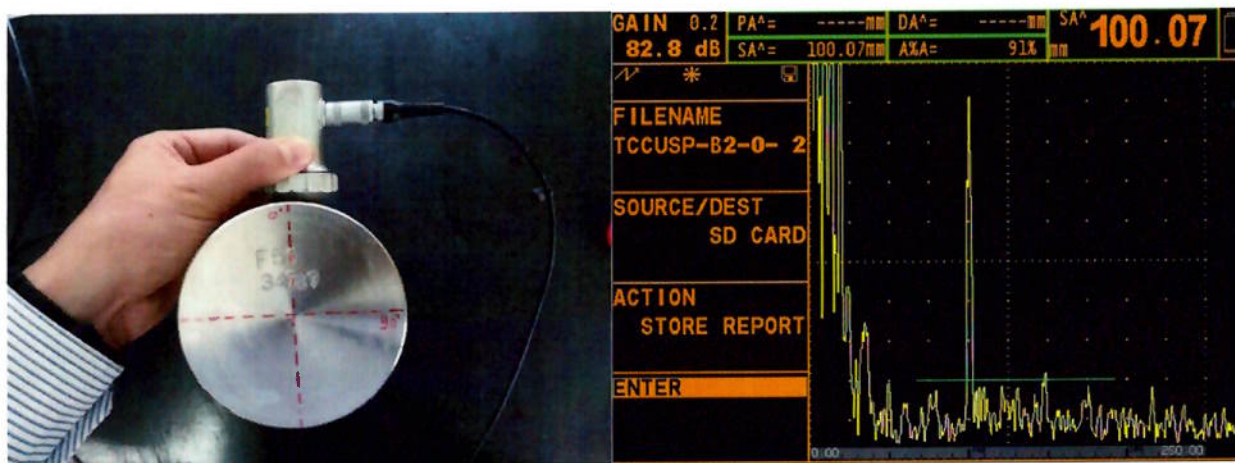 0°
90°
GAIN 0.2
82.8 dB
PA^= -----mm
DA^= -----mm
SA^= 100.07mm
A%A= 91%
SA^ 100.07
mm
FILENAME
TCCUSP-B2-0- 2
SOURCE/DEST
SD CARD
ACTION
STORE REPORT
ENTER
0.00
250.00